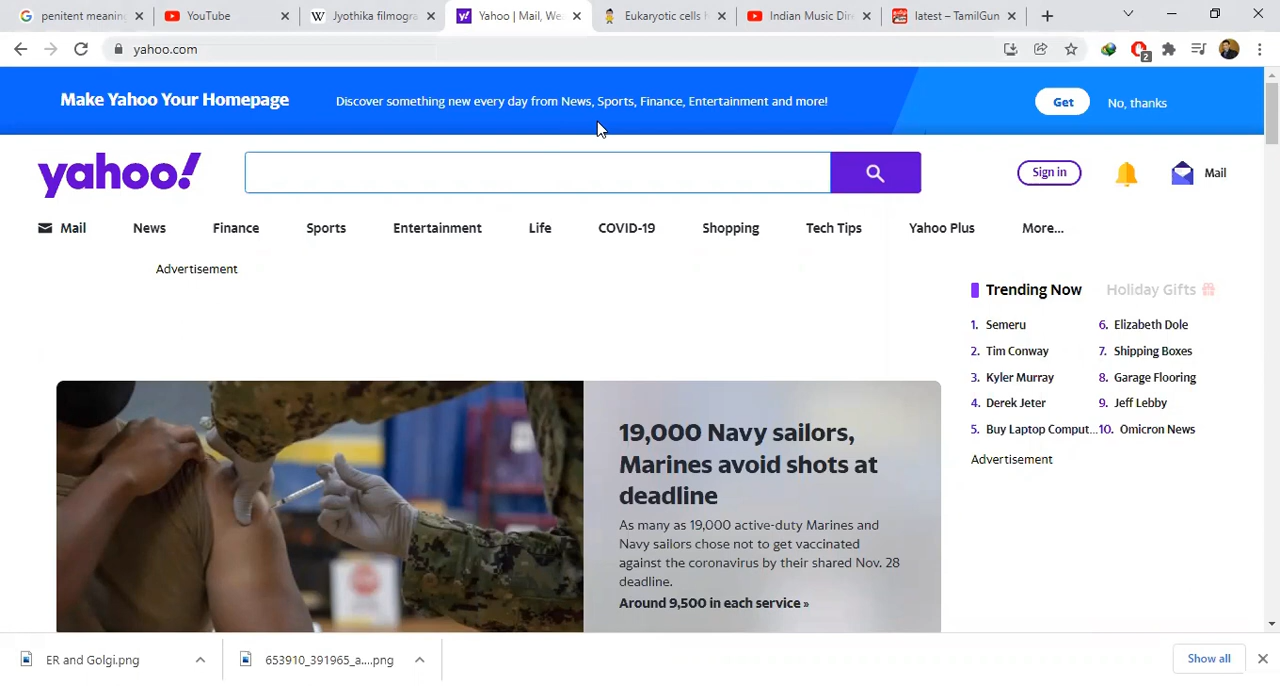 penitent meanin
YouTube
Jyothika filmogra
Yahoo | Mail, We
Eukaryotic cells h
Indian Music Dire
latest – TamilGun
yahoo.com
2
Make Yahoo Your Homepage
Discover something new every day from News, Sports, Finance, Entertainment and more!
Get
No, thanks
yahoo!
Sign in
Mail
Mail
News
Finance
Sports
Entertainment
Life
COVID-19
Shopping
Tech Tips
Yahoo Plus
More...
Advertisement
Trending Now
Holiday Gifts
1. Semeru
2. Tim Conway
3. Kyler Murray
4. Derek Jeter
5. Buy Laptop Comput...
6. Elizabeth Dole
7. Shipping Boxes
8. Garage Flooring
9. Jeff Lebby
10. Omicron News
Advertisement
19,000 Navy sailors,
Marines avoid shots at
deadline
As many as 19,000 active-duty Marines and
Navy sailors chose not to get vaccinated
against the coronavirus by their shared Nov. 28
deadline.
Around 9,500 in each service »
ER and Golgi.png
653910_391965_a....png
Show all